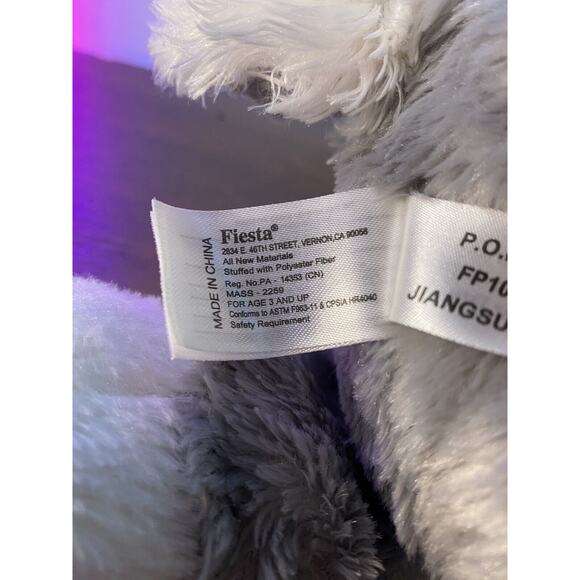 MADE IN CHINA
Fiesta®
2834 E. 46TH STREET, VERNON,CA 90058
All New Materials
Stuffed with Polyester Fiber
Reg. No.PA - 14353 (CN)
MASS - 2269
FOR AGE 3 AND UP
Conforms to ASTM F963-11 & CPSIA HR4040
Safety Requirement
P.O.
FP10
JIANGSU